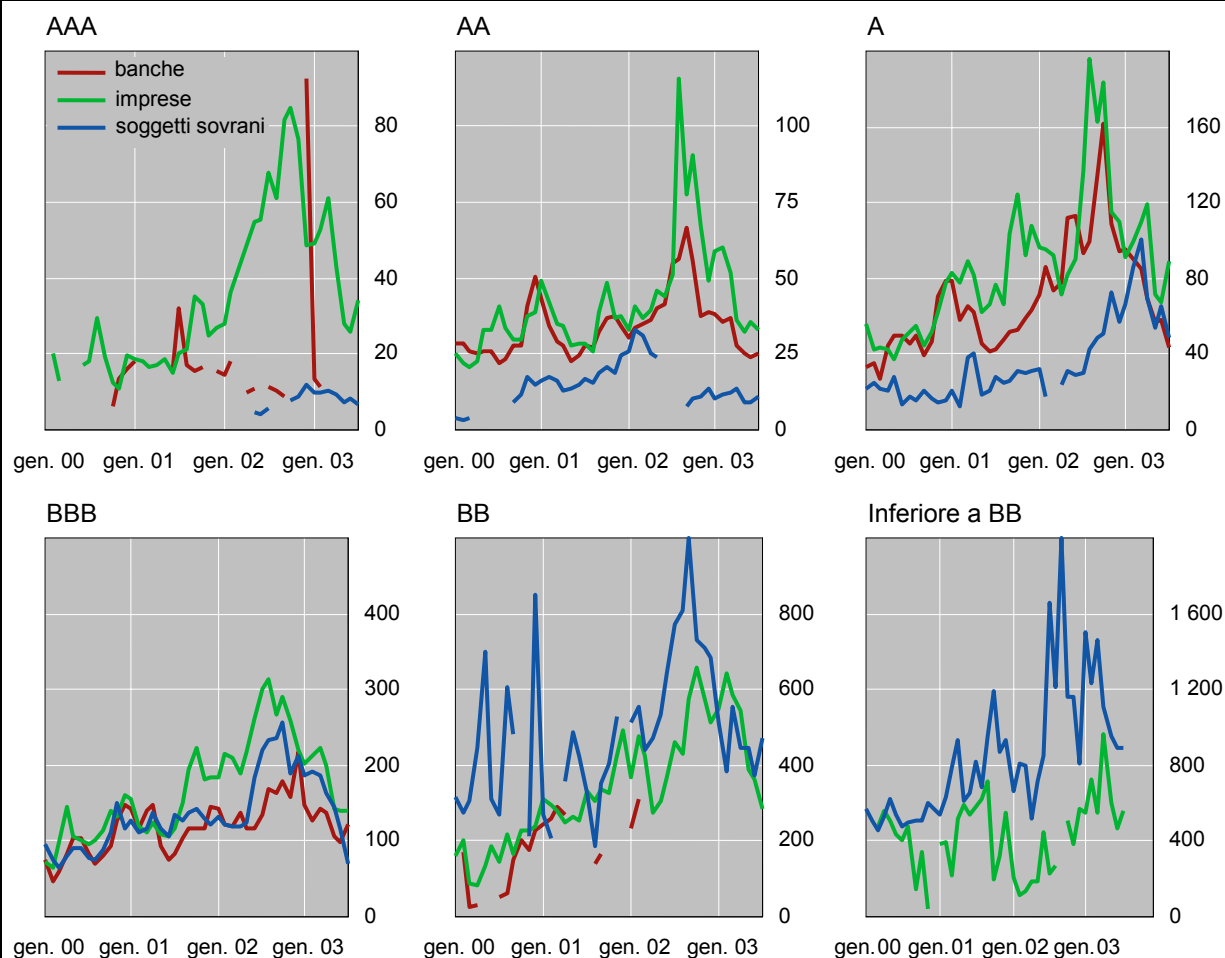 AAA
banche
imprese
soggetti sovrani
80
60
40
20
0
gen. 00 gen. 01 gen. 02 gen. 03
AA
100
75
50
25
0
gen. 00 gen. 01 gen. 02 gen. 03
A
160
120
80
40
0
gen. 00 gen. 01 gen. 02 gen. 03
BBB
400
300
200
100
0
gen. 00 gen. 01 gen. 02 gen. 03
BB
800
600
400
200
0
gen. 00 gen. 01 gen. 02 gen. 03
Inferiore a BB
1 600
1 200
800
400
0
gen.00 gen.01 gen.02 gen.03